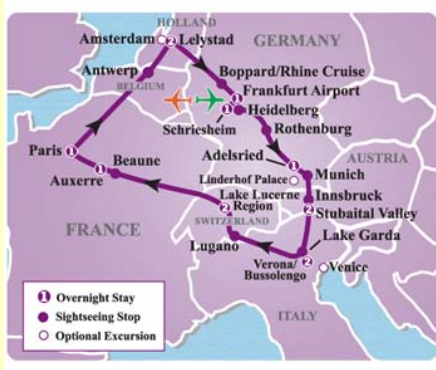 HOLLAND
Amsterdam
2
Lelystad
GERMANY
Antwerp
BELGIUM
Boppard/Rhine Cruise
1
Frankfurt Airport
1
Heidelberg
Schriesheim
Rothenburg
Paris
1
Adelsried
1
Munich
AUSTRIA
Beaune
Linderhof Palace
Auxerre
1
Innsbruck
Lake Lucerne
Region
2
2
Stubaital Valley
SWITZERLAND
FRANCE
Lugano
Lake Garda
Verona/
Bussolengo
2
Venice
1 Overnight Stay
Sightseeing Stop
Optional Excursion
ITALY